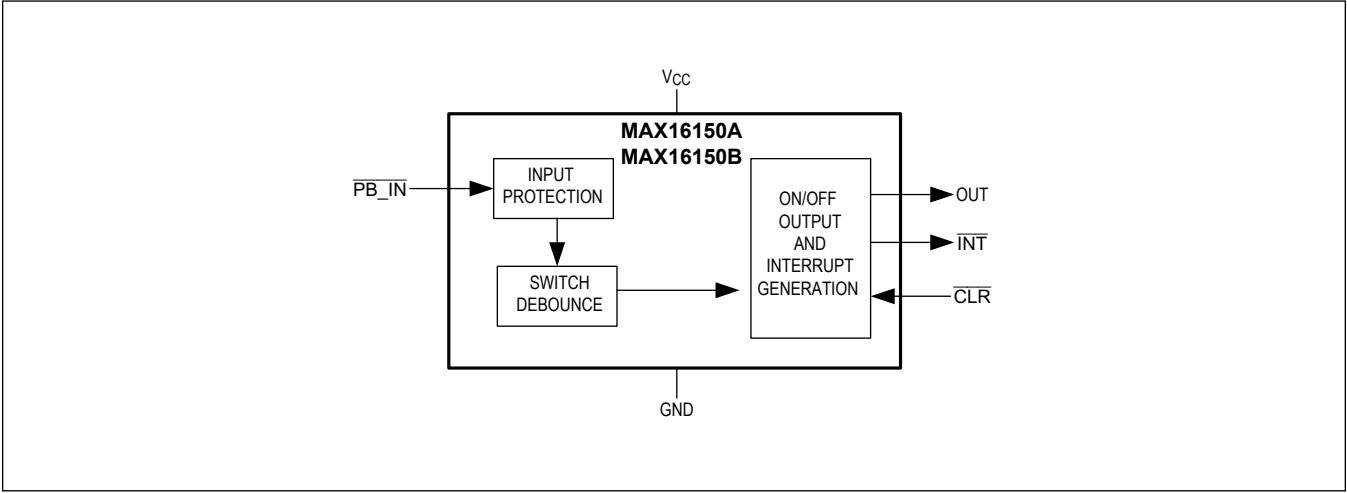 VCC
MAX16150A
MAX16150B
INPUT
PROTECTION
PB_IN
SWITCH
DEBOUNCE
ON/OFF
OUTPUT
AND
INTERRUPT
GENERATION
OUT
INT
CLR
GND